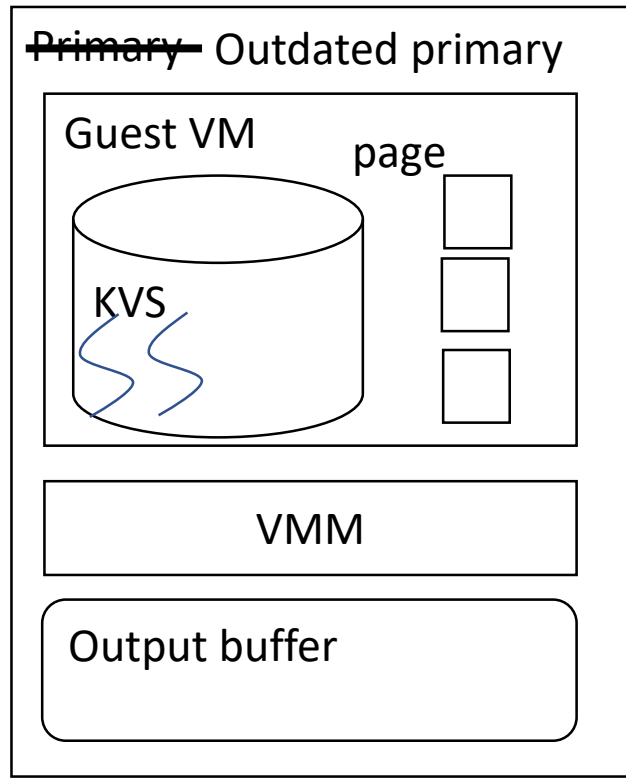 Primary Outdated primary
Guest VM
page
KVS
VMM
Output buffer